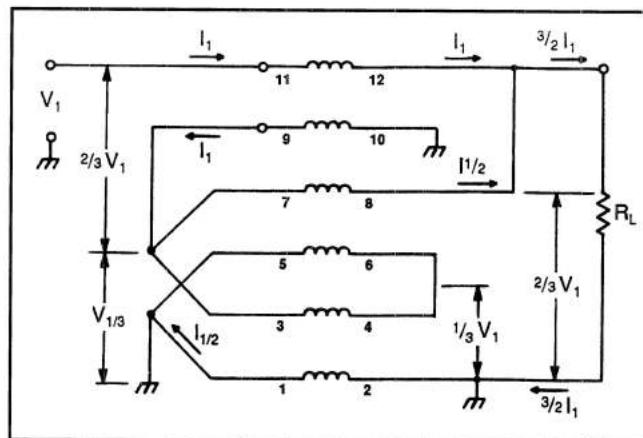 I₁ I₁ ³/² I₁
11 12
V₁
9 10
I₁
²/³ V₁ I¹/²
7 8
R_L
5 6
²/³ V₁
V₁/₃ 3 4 ¹/³ V₁
I₁/₂
1 2
³/² I₁